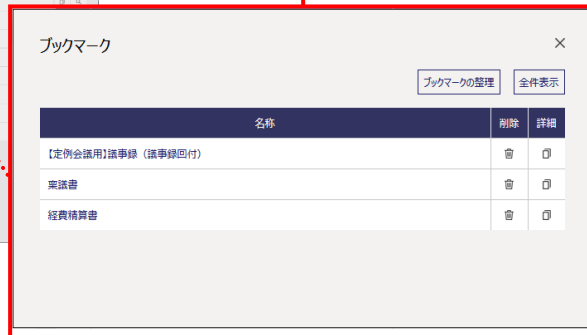 ブックマーク
ブックマークの整理 全件表示
名称 削除 詳細
【定例会議用】議事録（議事録回付）
稟議書
経費精算書